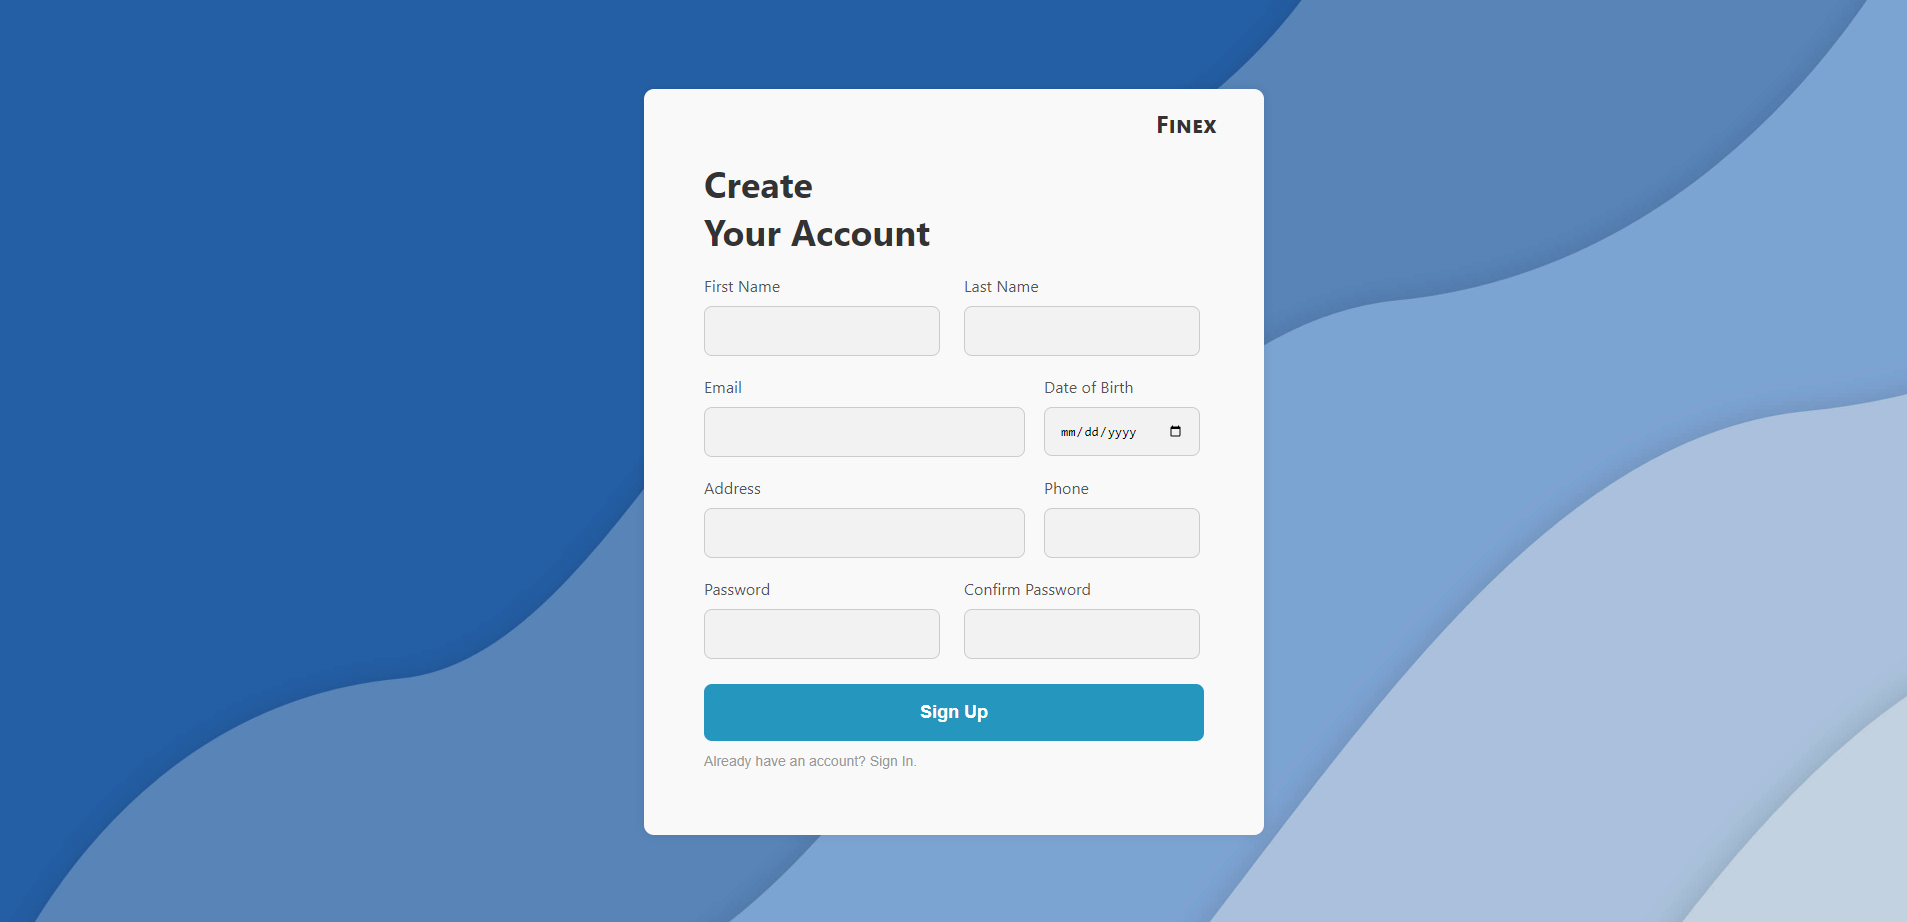 Finex
Create
Your Account
First Name Last Name
Email Date of Birth
mm/dd/yyyy
Address Phone
Password Confirm Password
Sign Up
Already have an account? Sign In.